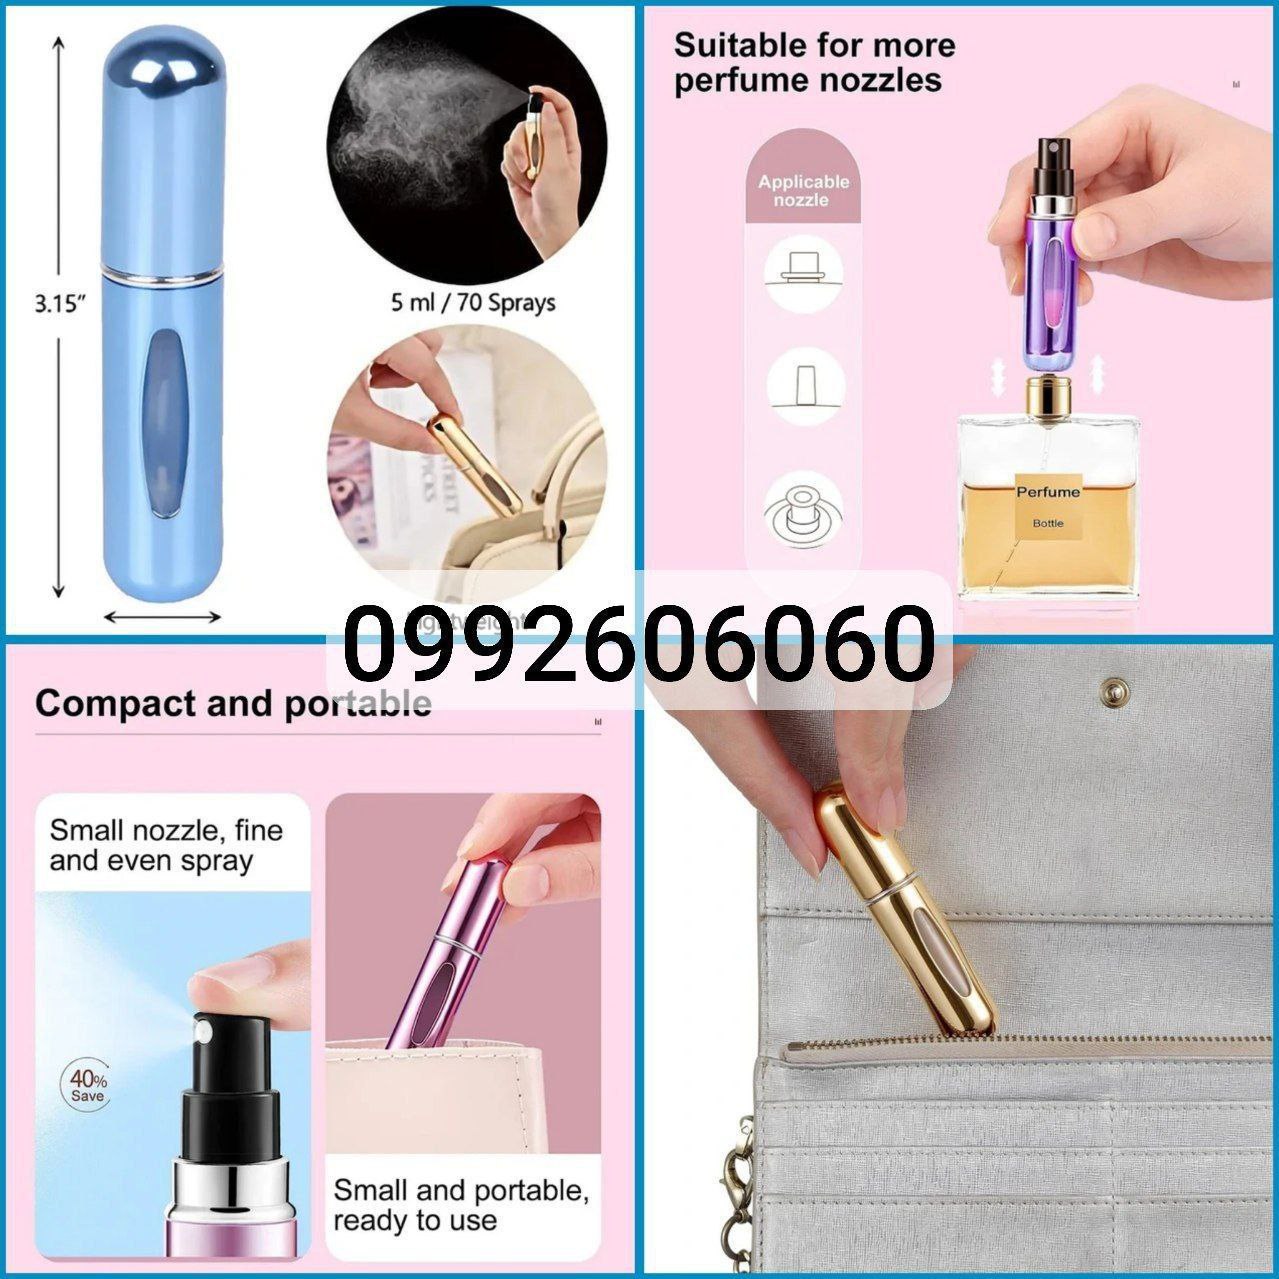 3.15”
5 ml / 70 Sprays
Suitable for more
perfume nozzles
Applicable
nozzle
Perfume
Bottle
0992606060
Compact and portable
Small nozzle, fine
and even spray
40%
Save
Small and portable,
ready to use